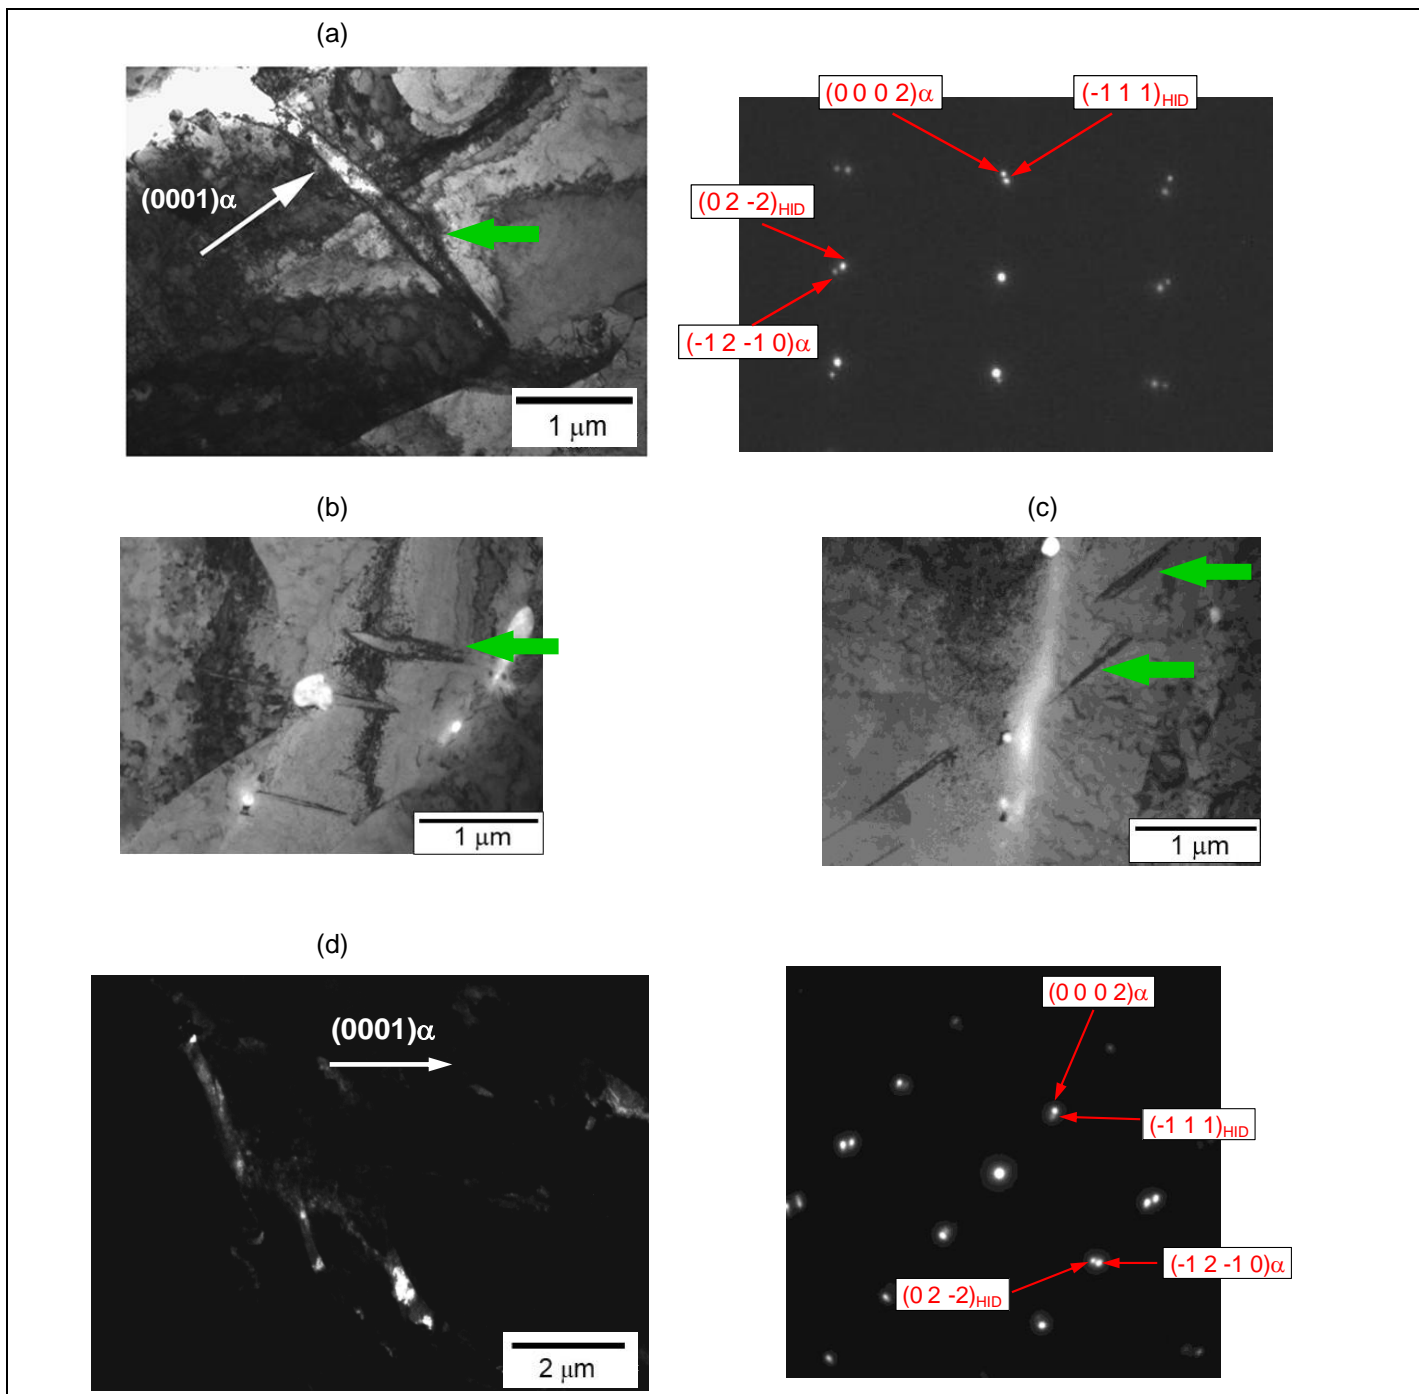 (a)
(0001)α
1 μm
(0 0 0 2)α
(-1 1 1)HID
(0 2 -2)HID
(-1 2 -1 0)α
(b)
1 μm
(c)
1 μm
(d)
(0001)α
2 μm
(0 0 0 2)α
(-1 1 1)HID
(0 2 -2)HID
(-1 2 -1 0)α